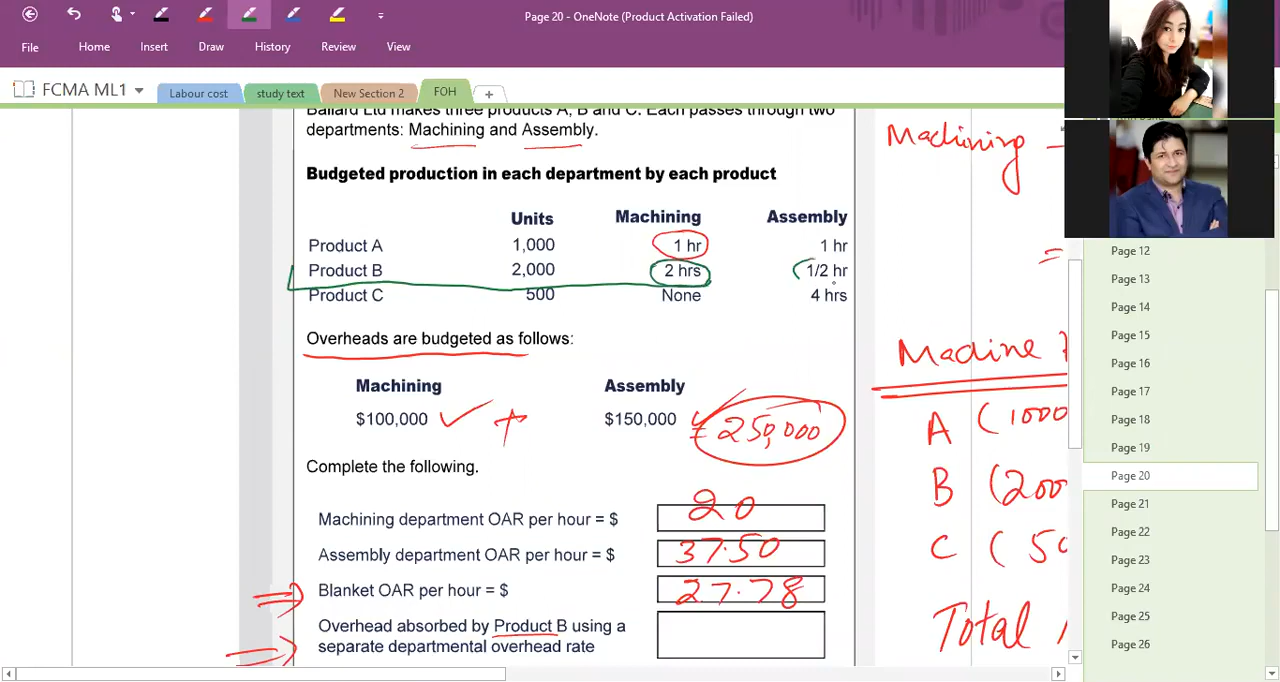 Page 20 - OneNote (Product Activation Failed)
File Home Insert Draw History Review View
FCMA ML1 Labour cost study text New Section 2 FOH
Ballard Ltd makes three products A, B and C. Each passes through two
departments: Machining and Assembly.
Budgeted production in each department by each product
Units Machining Assembly
Product A 1,000 1 hr 1 hr
Product B 2,000 2 hrs 1/2 hr
Product C 500 None 4 hrs
Overheads are budgeted as follows:
Machining Assembly
$100,000 + $150,000 250,000
Complete the following.
Machining department OAR per hour = $ 20
Assembly department OAR per hour = $ 37.50
Blanket OAR per hour = $ 27.78
Overhead absorbed by Product B using a
separate departmental overhead rate
Machining -
=
Machine
A (1000
B (200
C ( 50
Total
Page 12
Page 13
Page 14
Page 15
Page 16
Page 17
Page 18
Page 19
Page 20
Page 21
Page 22
Page 23
Page 24
Page 25
Page 26